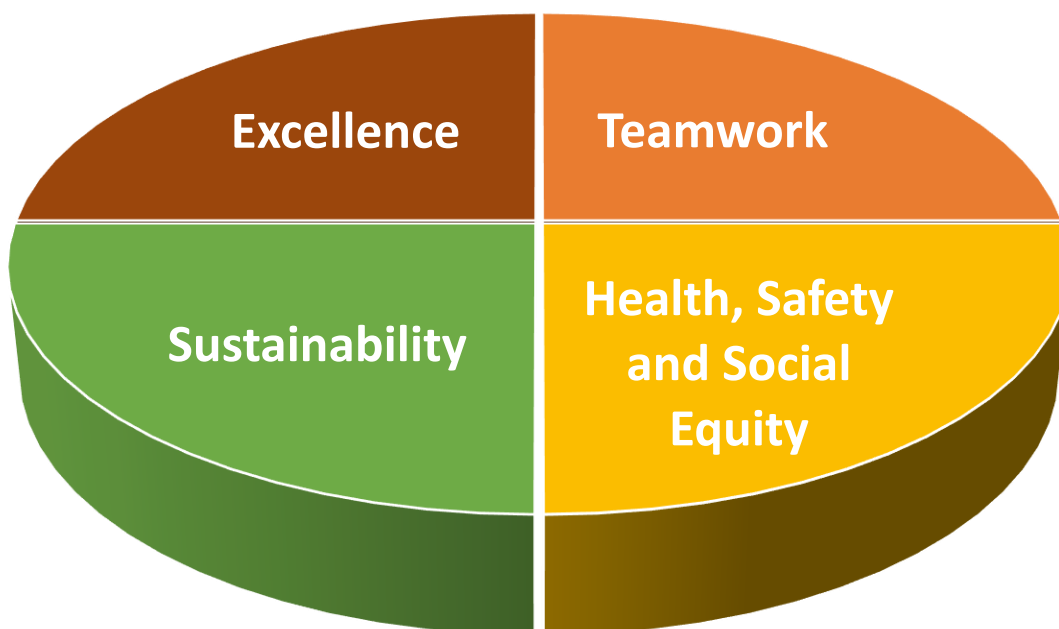 Excellence
Teamwork
Sustainability
Health, Safety
and Social
Equity